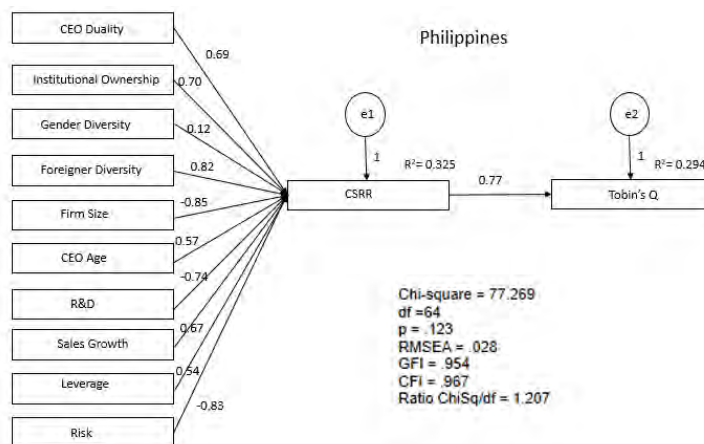 CEO Duality
Philippines
0.69
Institutional Ownership
0.70
e1
e2
Gender Diversity
0.12
1
1
Foreigner Diversity
0.82
R²= 0.325
R²= 0.294
0.77
CSRR
Tobin's Q
-0.85
Firm Size
0.57
CEO Age
-0.74
R&D
Chi-square = 77.269
df =64
p = .123
RMSEA = .028
GFI = .954
CFI = .967
Ratio ChiSq/df = 1.207
0.67
Sales Growth
0.54
Leverage
-0.83
Risk